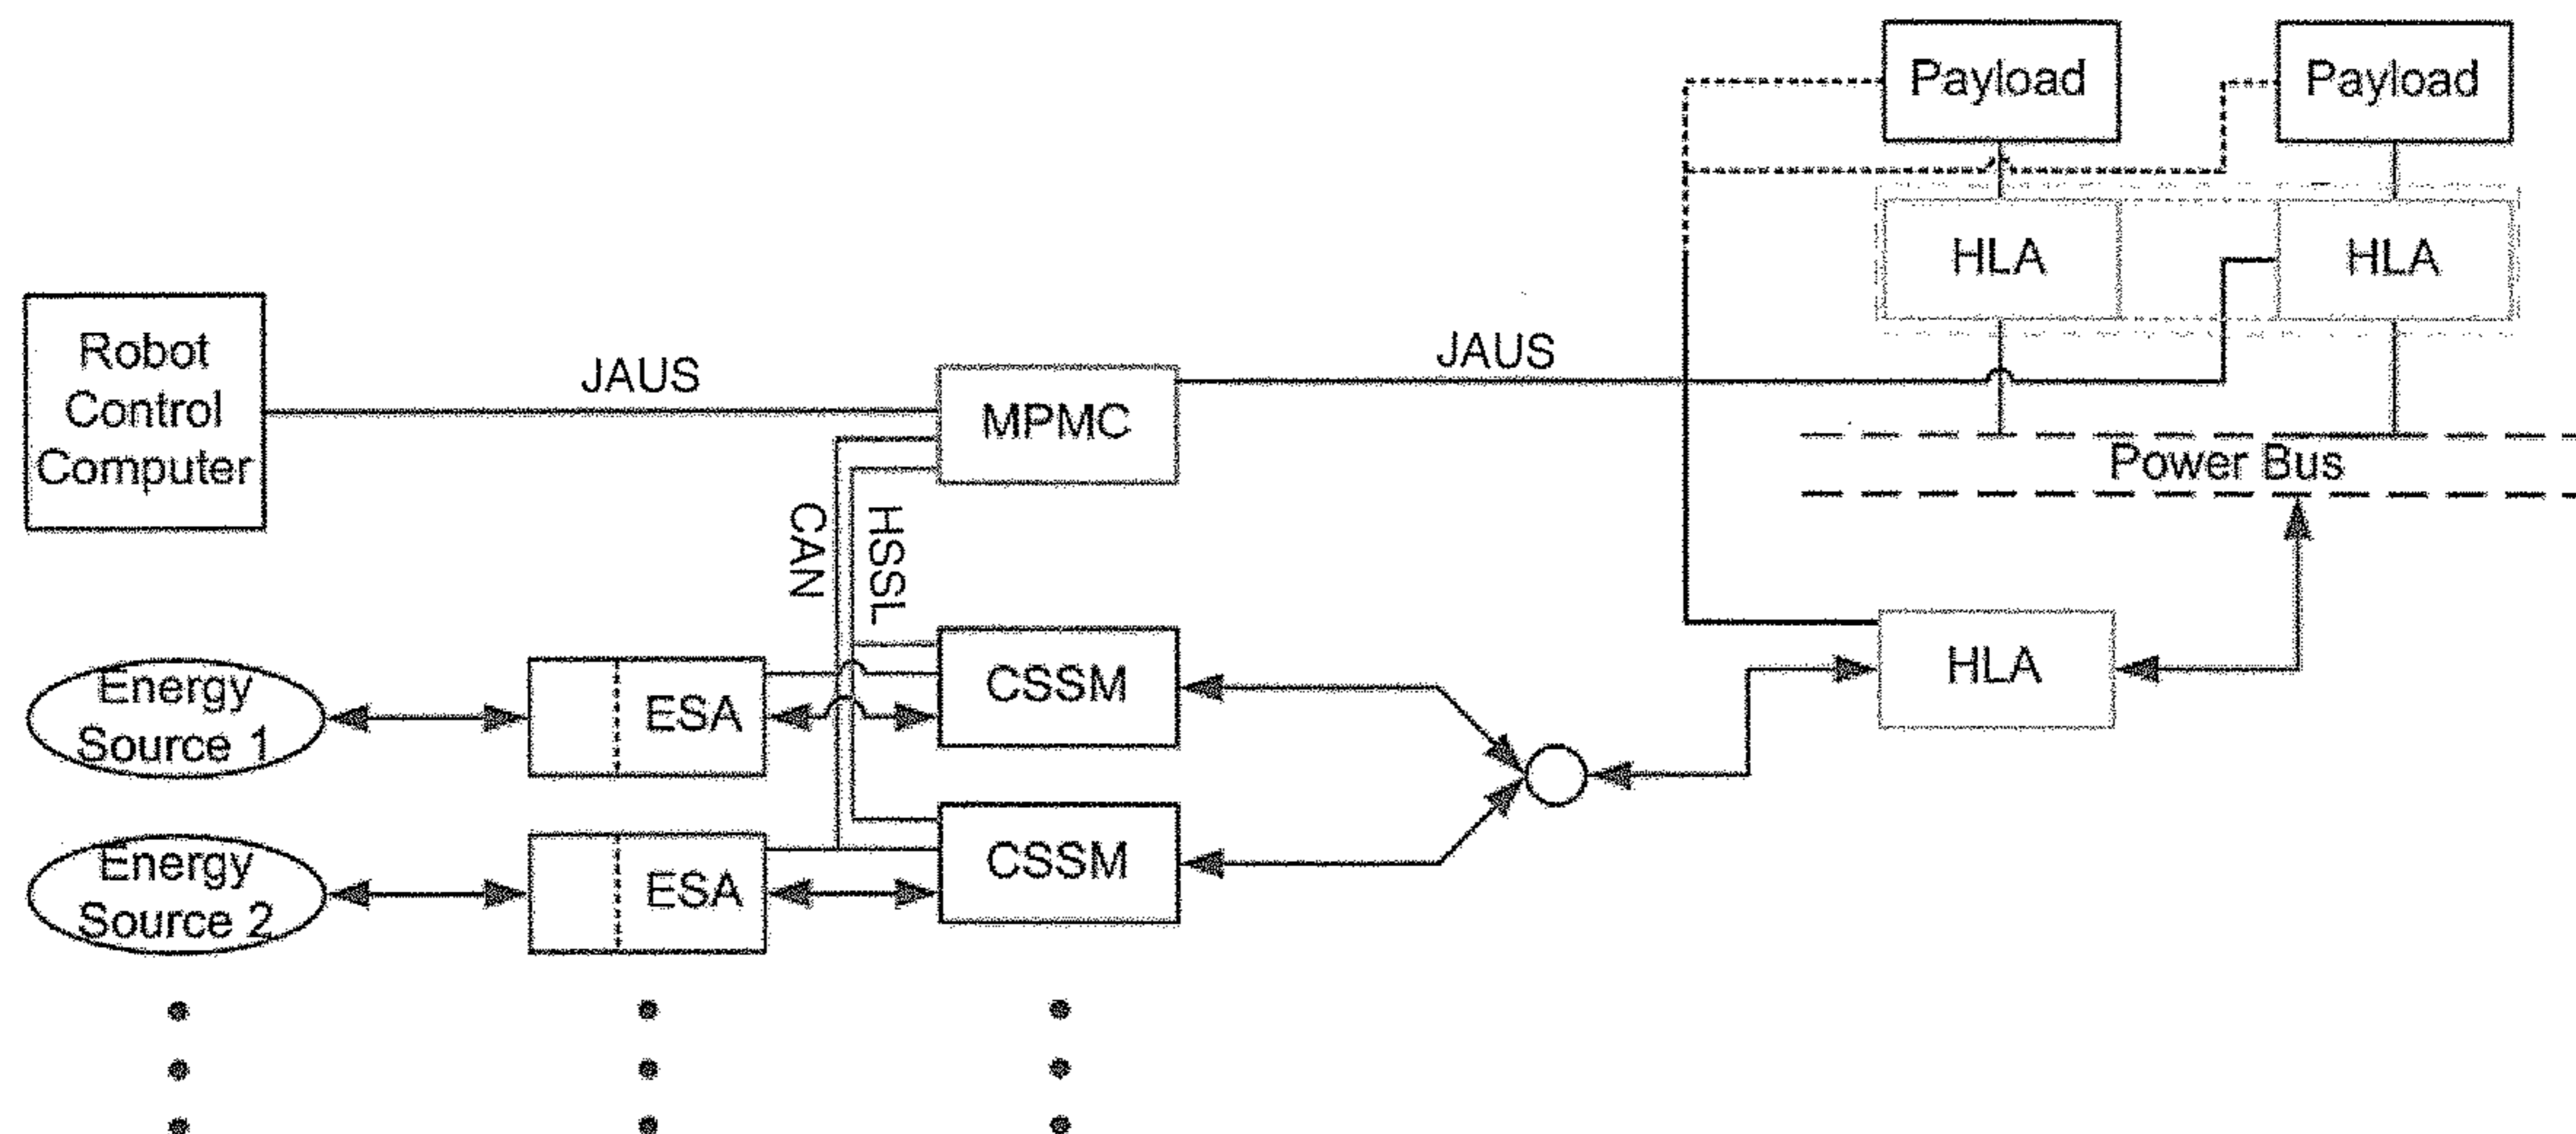 Payload
Payload
HLA
HLA
Robot
Control
Computer
JAUS
MPMC
JAUS
Power Bus
CAN
HSSL
Energy
Source 1
ESA
CSSM
HLA
Energy
Source 2
ESA
CSSM